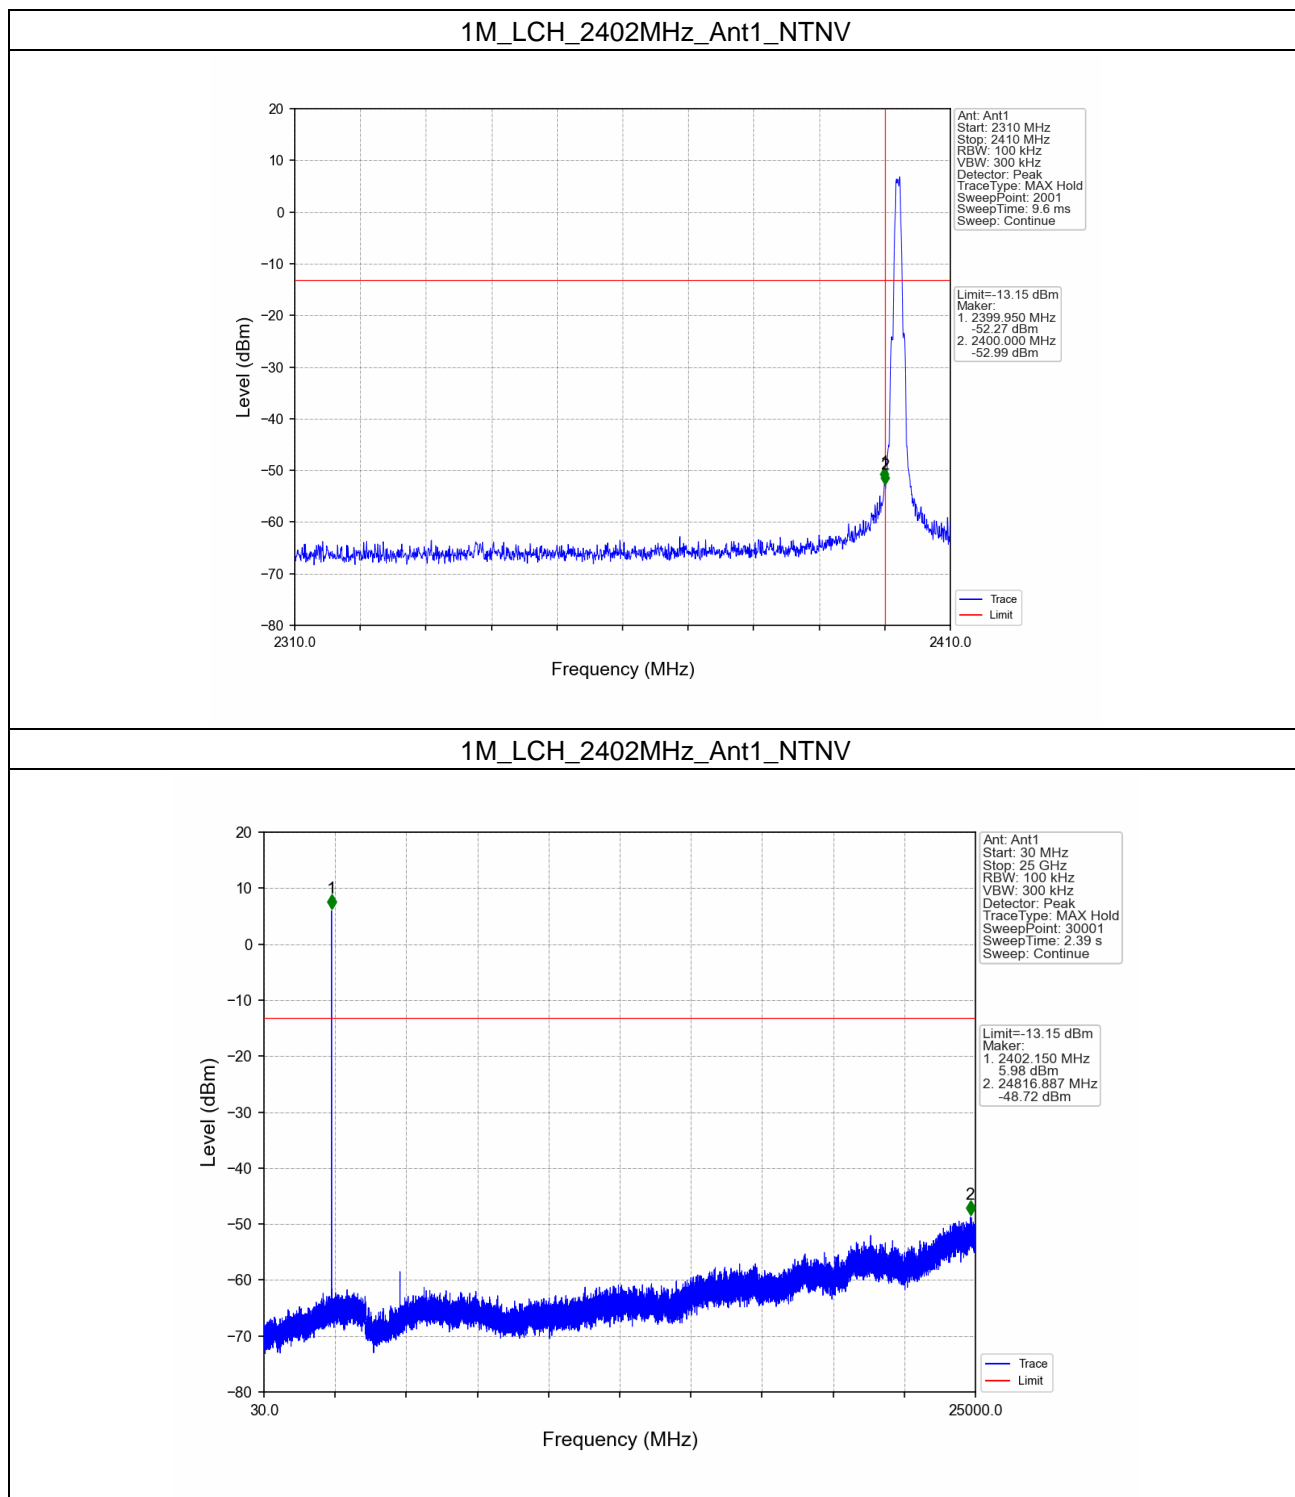 1M_LCH_2402MHz_Ant1_NTNV
20
10
0
−10
−20
−30
−40
−50
−60
−70
−80
Level (dBm)
2
2310.0
2410.0
Frequency (MHz)
Ant: Ant1
Start: 2310 MHz
Stop: 2410 MHz
RBW: 100 kHz
VBW: 300 kHz
Detector: Peak
TraceType: MAX Hold
SweepPoint: 2001
SweepTime: 9.6 ms
Sweep: Continue
Limit=-13.15 dBm
Maker:
1. 2399.950 MHz
-52.27 dBm
2. 2400.000 MHz
-52.99 dBm
Trace
Limit
1M_LCH_2402MHz_Ant1_NTNV
20
10
0
−10
−20
−30
−40
−50
−60
−70
−80
Level (dBm)
1
2
30.0
25000.0
Frequency (MHz)
Ant: Ant1
Start: 30 MHz
Stop: 25 GHz
RBW: 100 kHz
VBW: 300 kHz
Detector: Peak
TraceType: MAX Hold
SweepPoint: 30001
SweepTime: 2.39 s
Sweep: Continue
Limit=-13.15 dBm
Maker:
1. 2402.150 MHz
5.98 dBm
2. 24816.887 MHz
-48.72 dBm
Trace
Limit